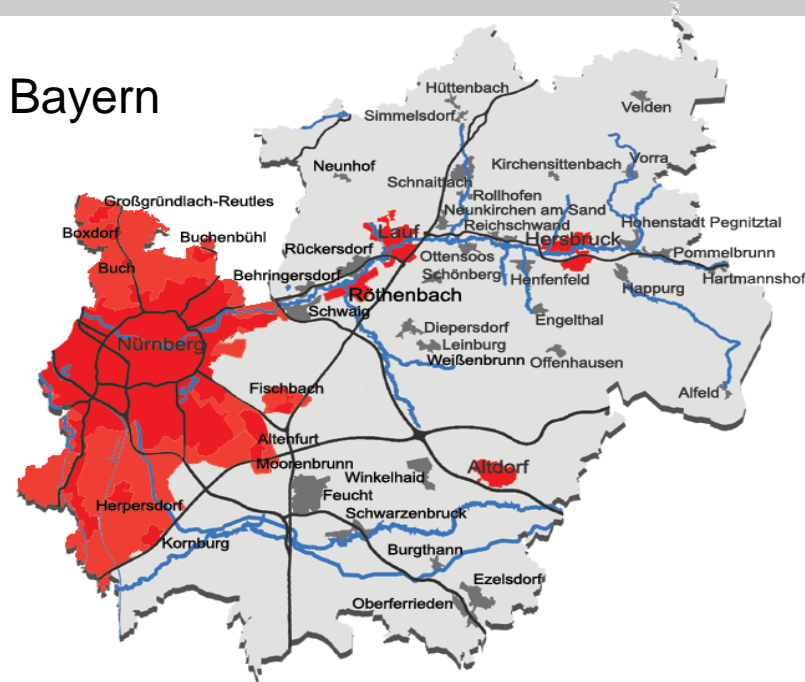 Bayern
Hüttenbach
Velden
Simmelsdorf
Neunhof
Kirchensittenbach
Vorra
Schnaittach
Rollhofen
Großgründlach-Reutles
Neunkirchen am Sand
Boxdorf
Buchenbühl
Lauf
Reichschwand
Hohenstadt Pegnitztal
Hersbruck
Rückersdorf
Ottensoos
Pommelbrunn
Buch
Behringersdorf
Schönberg
Henfenfeld
Hartmannshof
Happurg
Röthenbach
Schwaig
Engelthal
Diepersdorf
Nürnberg
Leinburg
Weißenbrunn
Offenhausen
Fischbach
Alfeld
Altenfurt
Moorenbrunn
Altdorf
Winkelhaid
Feucht
Herpersdorf
Schwarzenbruck
Kornburg
Burgthann
Ezelsdorf
Oberferrieden